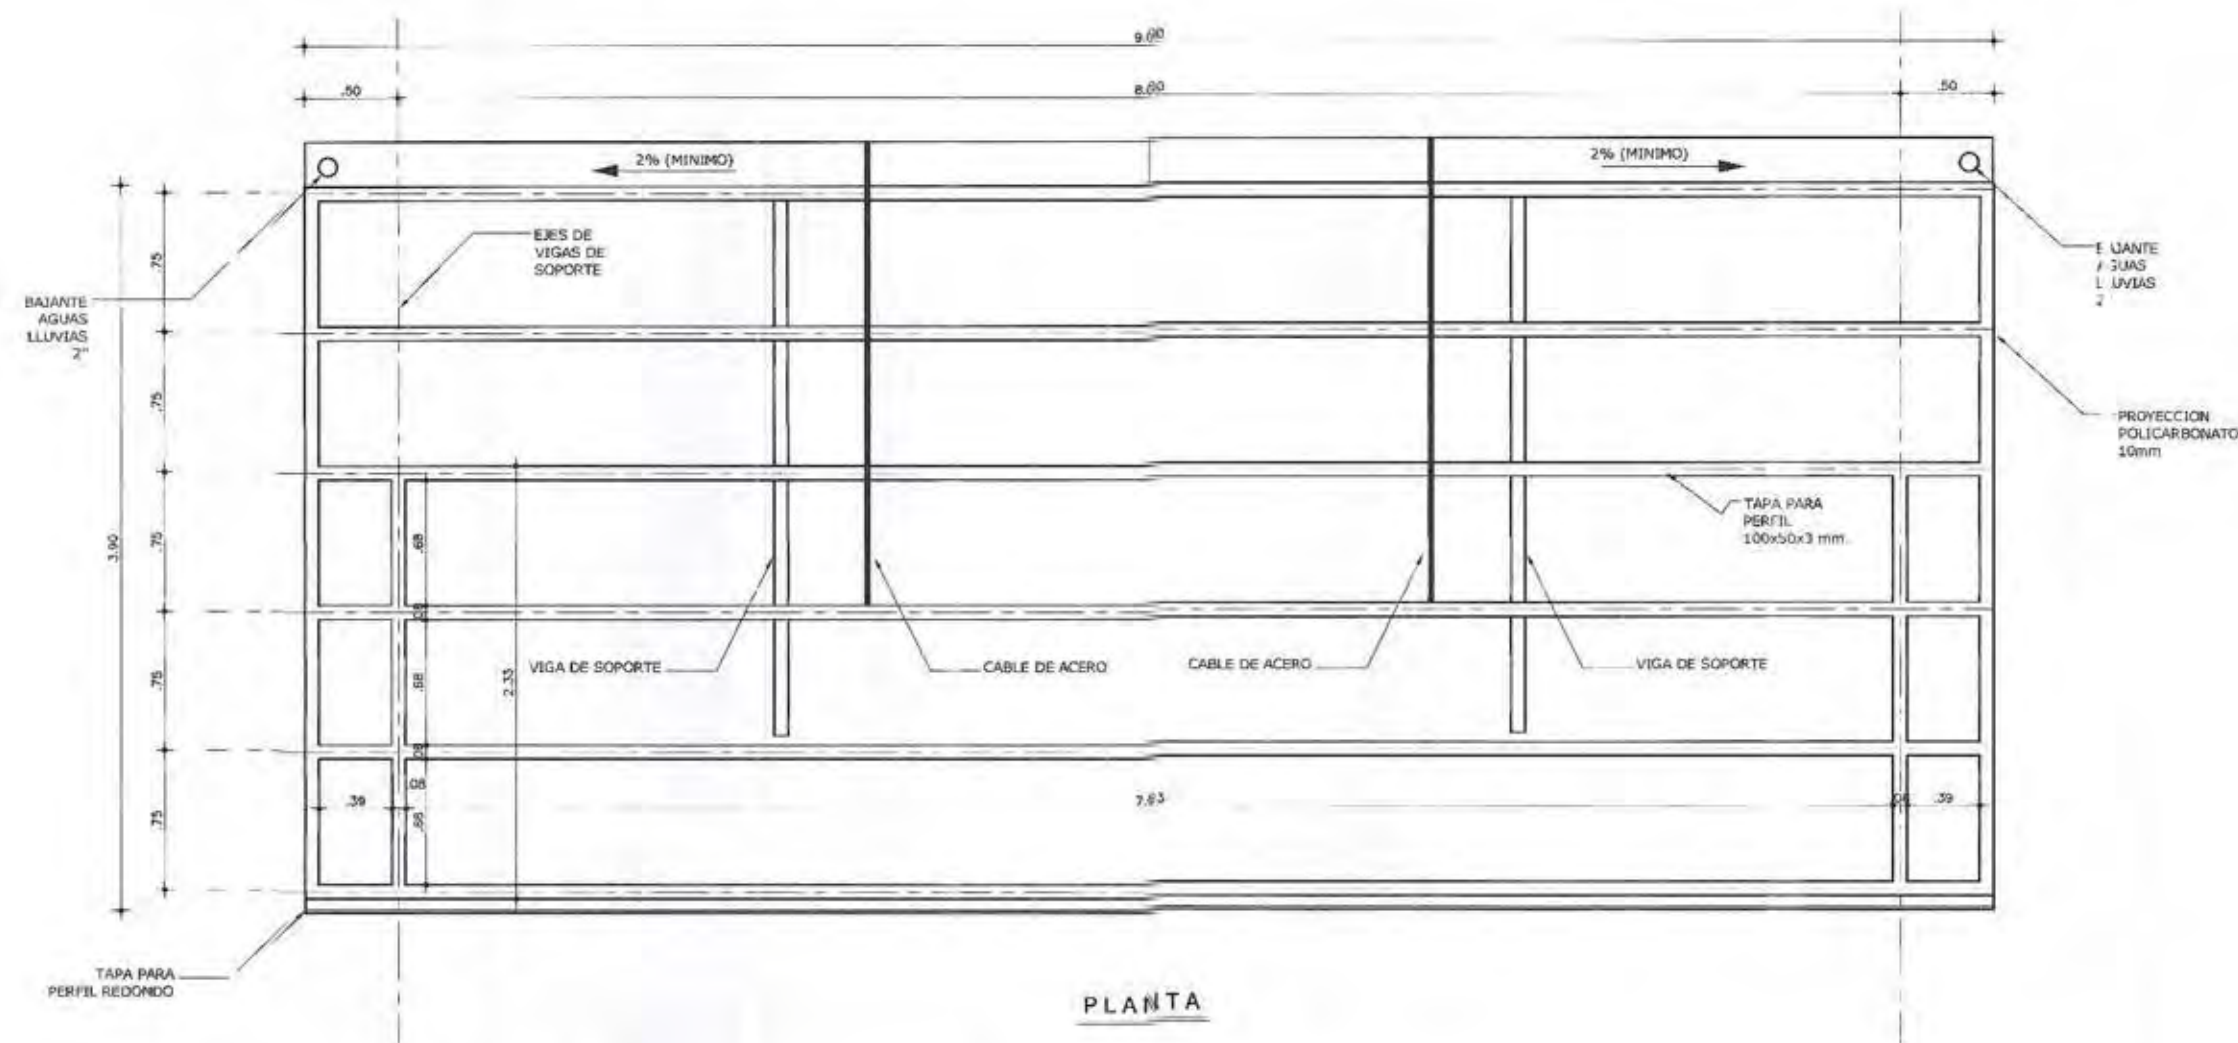 9.00
.50
8.00
.50
2% (MINIMO)
2% (MINIMO)
EJES DE
VIGAS DE
SOPORTE
BAJANTE
AGUAS
LLUVIAS
2"
AGUAS
.75
.75
.75
.75
.75
3.90
PROYECCION
POLICARBONATO
10mm
TAPA PARA
PERFIL
100x50x3 mm
.68
.08
.68
.08
.08
2.33
VIGA DE SOPORTE
CABLE DE ACERO
CABLE DE ACERO
VIGA DE SOPORTE
.39
7.83
.39
TAPA PARA
PERFIL REDONDO
PLANTA